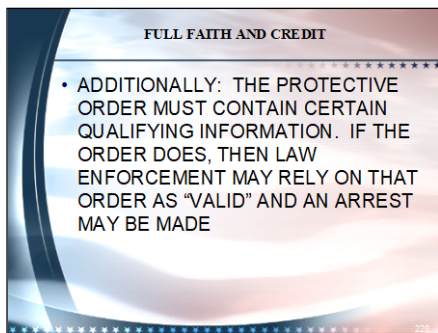 FULL FAITH AND CREDIT
• ADDITIONALLY: THE PROTECTIVE
ORDER MUST CONTAIN CERTAIN
QUALIFYING INFORMATION. IF THE
ORDER DOES, THEN LAW
ENFORCEMENT MAY RELY ON THAT
ORDER AS “VALID” AND AN ARREST
MAY BE MADE